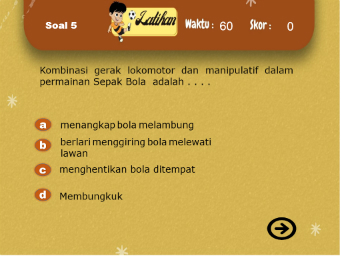 Soal 5 Latihan Waktu : 60 Skor : 0
Kombinasi gerak lokomotor dan manipulatif dalam
permainan Sepak Bola adalah . . . .
a menangkap bola melambung
b berlari menggiring bola melewati
lawan
c menghentikan bola ditempat
d Membungkuk